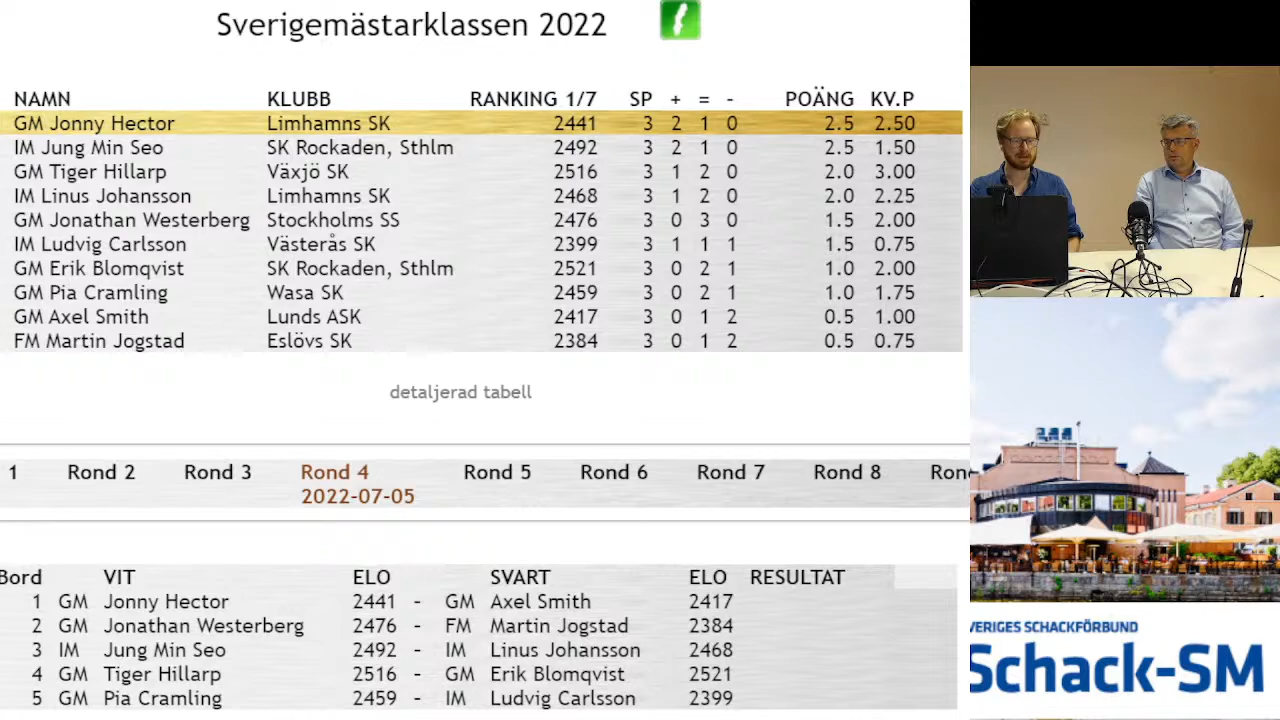 Sverigemästarklassen 2022
NAMN KLUBB RANKING 1/7 SP + = - POÄNG KV.P
GM Jonny Hector Limhamns SK 2441 3 2 1 0 2.5 2.50
IM Jung Min Seo SK Rockaden, Sthlm 2492 3 2 1 0 2.5 1.50
GM Tiger Hillarp Växjö SK 2516 3 1 2 0 2.0 3.00
IM Linus Johansson Limhamns SK 2468 3 1 2 0 2.0 2.25
GM Jonathan Westerberg Stockholms SS 2476 3 0 3 0 1.5 2.00
IM Ludvig Carlsson Västerås SK 2399 3 1 1 1 1.5 0.75
GM Erik Blomqvist SK Rockaden, Sthlm 2521 3 0 2 1 1.0 2.00
GM Pia Cramling Wasa SK 2459 3 0 2 1 1.0 1.75
GM Axel Smith Lunds ASK 2417 3 0 1 2 0.5 1.00
FM Martin Jogstad Eslövs SK 2384 3 0 1 2 0.5 0.75
detaljerad tabell
1 Rond 2 Rond 3 Rond 4 Rond 5 Rond 6 Rond 7 Rond 8 Ron
2022-07-05
Bord VIT ELO SVART ELO RESULTAT
1 GM Jonny Hector 2441 - GM Axel Smith 2417
2 GM Jonathan Westerberg 2476 - FM Martin Jogstad 2384
3 IM Jung Min Seo 2492 - IM Linus Johansson 2468
4 GM Tiger Hillarp 2516 - GM Erik Blomqvist 2521
5 GM Pia Cramling 2459 - IM Ludvig Carlsson 2399
VERIGES SCHACKFÖRBUND
Schack-SM